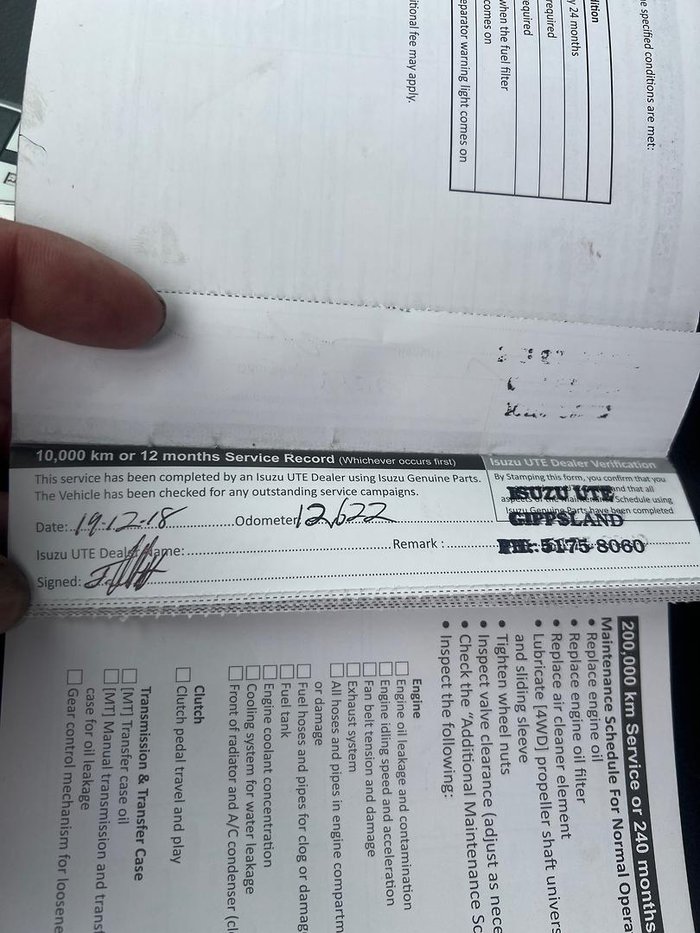 e specified conditions are met:
lition
y 24 months
required
required
when the fuel filter
comes on
eparator warning light comes on
itional fee may apply.
10,000 km or 12 months Service Record (Whichever occurs first)
This service has been completed by an Isuzu UTE Dealer using Isuzu Genuine Parts.
The Vehicle has been checked for any outstanding service campaigns.
Date: 19-12-18 Odometer 12,622
Isuzu UTE Dealer Name:
Remark :
Signed:
Isuzu UTE Dealer Verification
By Stamping this form, you confirm that you
and that all
Schedule using
Isuzu Genuine Parts have been completed
ISUZU UTE
GIPPSLAND
PH: 5175 8060
200,000 km Service or 240 months
Maintenance Schedule For Normal Opera
• Replace engine oil
• Replace engine oil filter
• Replace air cleaner element
• Lubricate [4WD] propeller shaft univers
and sliding sleeve
• Tighten wheel nuts
• Inspect valve clearance (adjust as nece
• Check the "Additional Maintenance Sc
• Inspect the following:
Engine
Engine oil leakage and contamination
Engine idling speed and acceleration
Fan belt tension and damage
Exhaust system
All hoses and pipes in engine compartm
or damage
Fuel hoses and pipes for clog or damag
Fuel tank
Engine coolant concentration
Cooling system for water leakage
Front of radiator and A/C condenser (cl
Clutch
Clutch pedal travel and play
Transmission & Transfer Case
[MT] Transfer case oil
[MT] Manual transmission and transf
case for oil leakage
Gear control mechanism for loosene